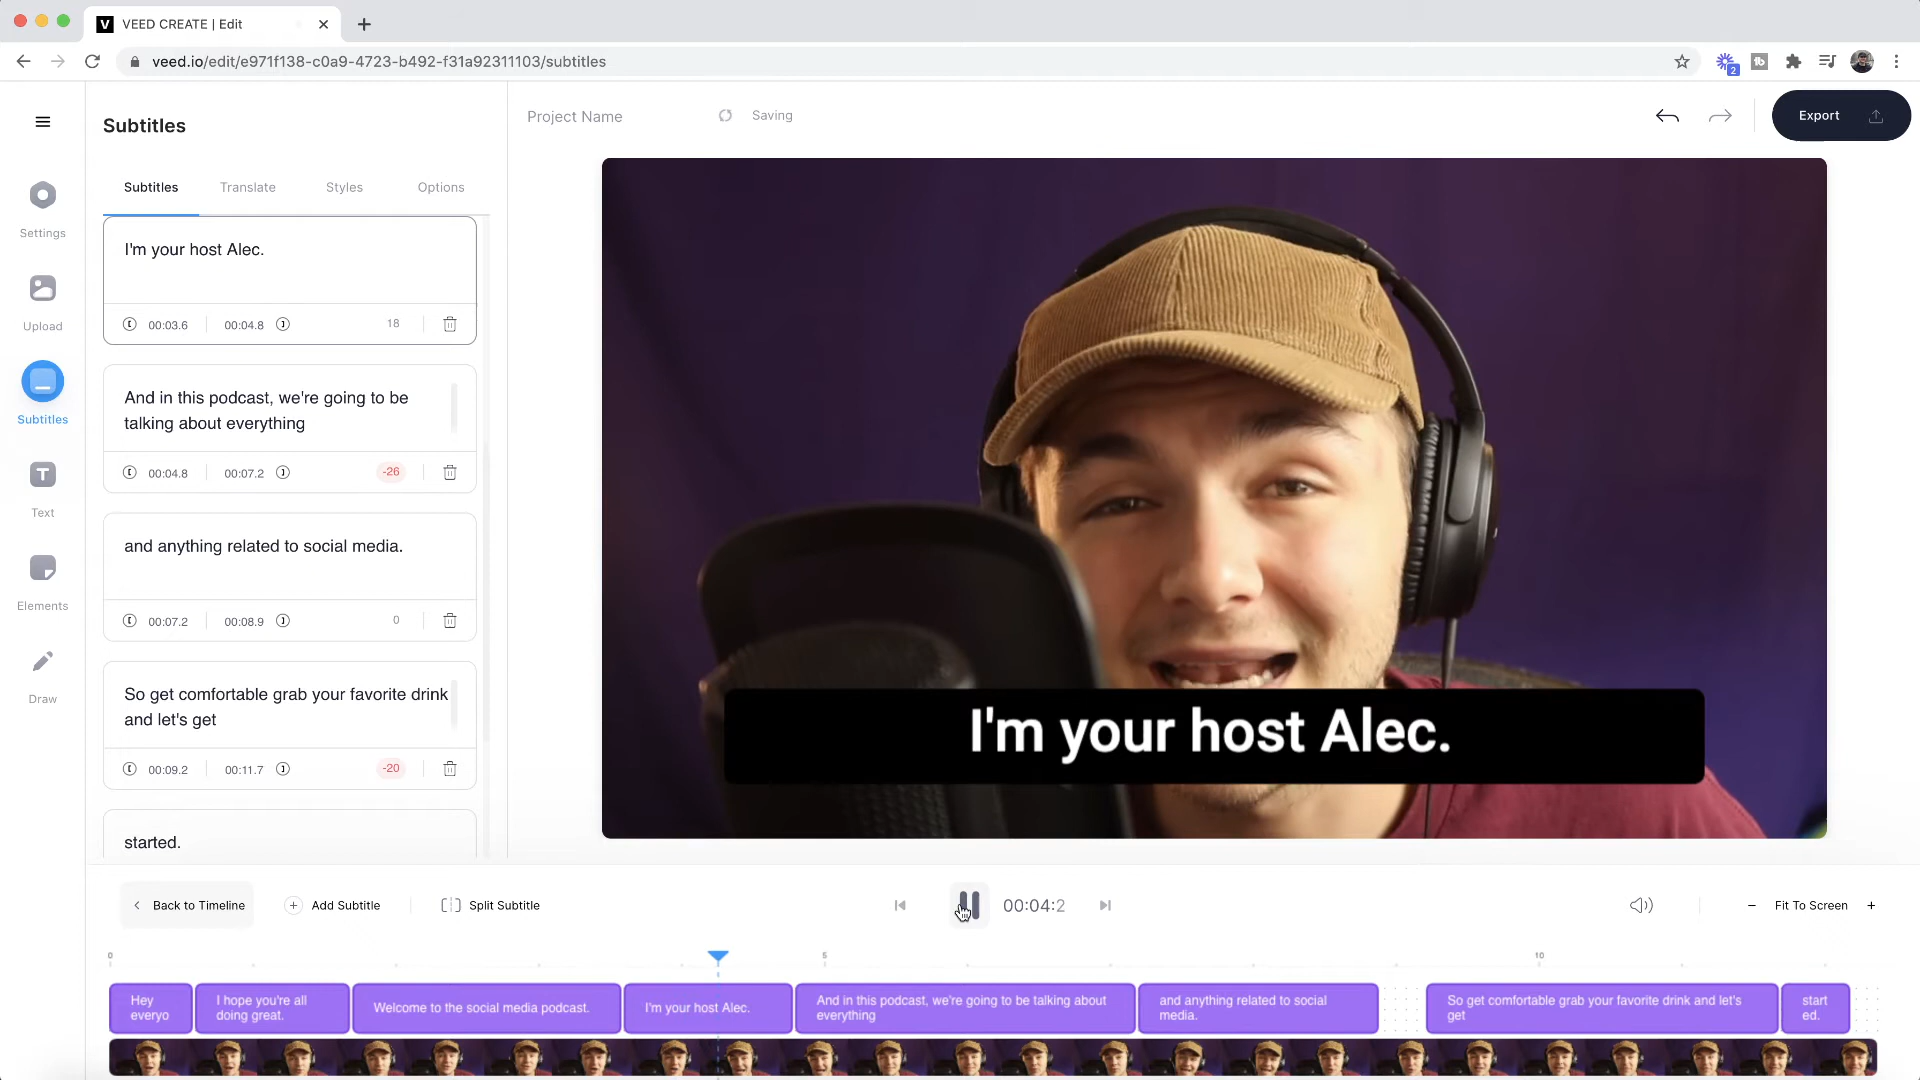 VEED CREATE | Edit
veed.io/edit/e971f138-c0a9-4723-b492-f31a92311103/subtitles
2
Subtitles
Project Name
Saving
Export
Subtitles
Translate
Styles
Options
Settings
Upload
Subtitles
Text
Elements
Draw
I'm your host Alec.
00:03.6
00:04.8
18
And in this podcast, we're going to be
talking about everything
00:04.8
00:07.2
-26
and anything related to social media.
00:07.2
00:08.9
0
So get comfortable grab your favorite drink
and let's get
00:09.2
00:11.7
-20
started.
I'm your host Alec.
Back to Timeline
Add Subtitle
Split Subtitle
00:04:2
Fit To Screen
0
5
10
Hey
everyo
I hope you're all
doing great.
Welcome to the social media podcast.
I'm your host Alec.
And in this podcast, we're going to be talking about
everything
and anything related to social
media.
So get comfortable grab your favorite drink and let's
get
start
ed.